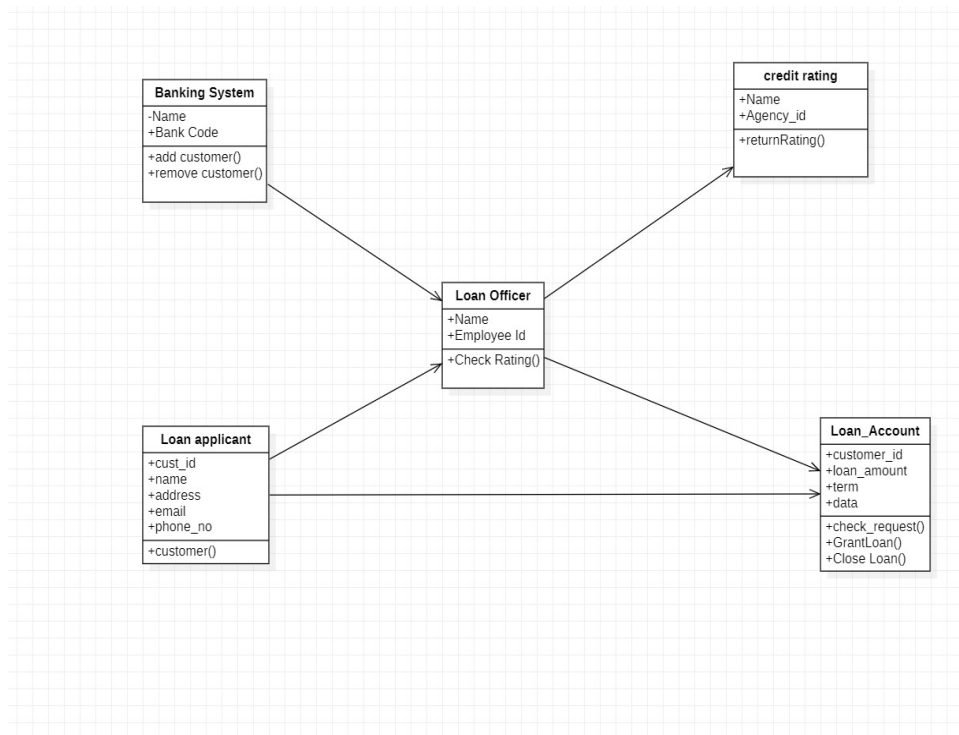 Banking System
-Name
+Bank Code
+add customer()
+remove customer()
credit rating
+Name
+Agency_id
+returnRating()
Loan Officer
+Name
+Employee Id
+Check Rating()
Loan applicant
+cust_id
+name
+address
+email
+phone_no
+customer()
Loan_Account
+customer_id
+loan_amount
+term
+data
+check_request()
+GrantLoan()
+Close Loan()